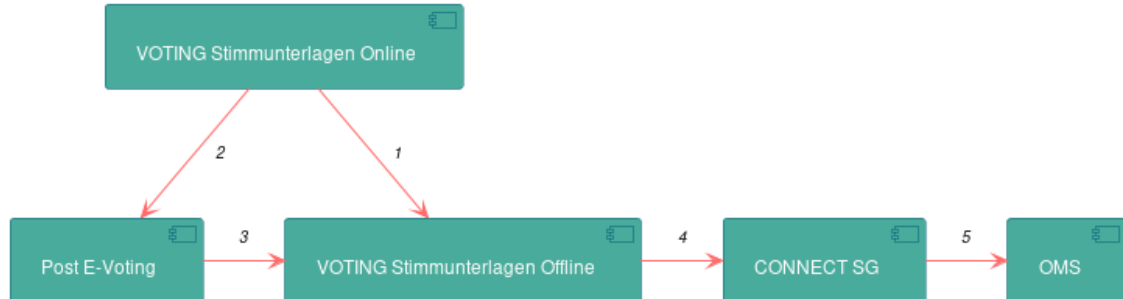 VOTING Stimmunterlagen Online
2
1
Post E-Voting
3
VOTING Stimmunterlagen Offline
4
CONNECT SG
5
OMS